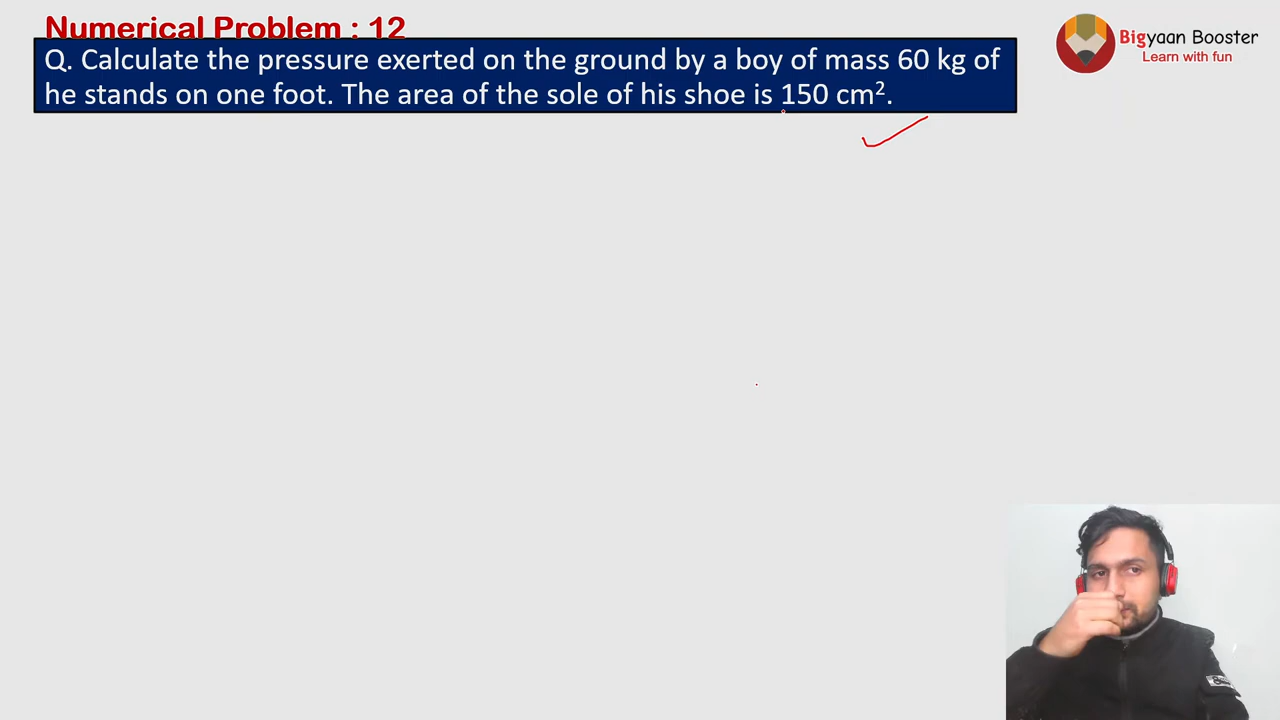 Numerical Problem : 12
Q. Calculate the pressure exerted on the ground by a boy of mass 60 kg of
he stands on one foot. The area of the sole of his shoe is 150 cm².
Bigyaan Booster
Learn with fun